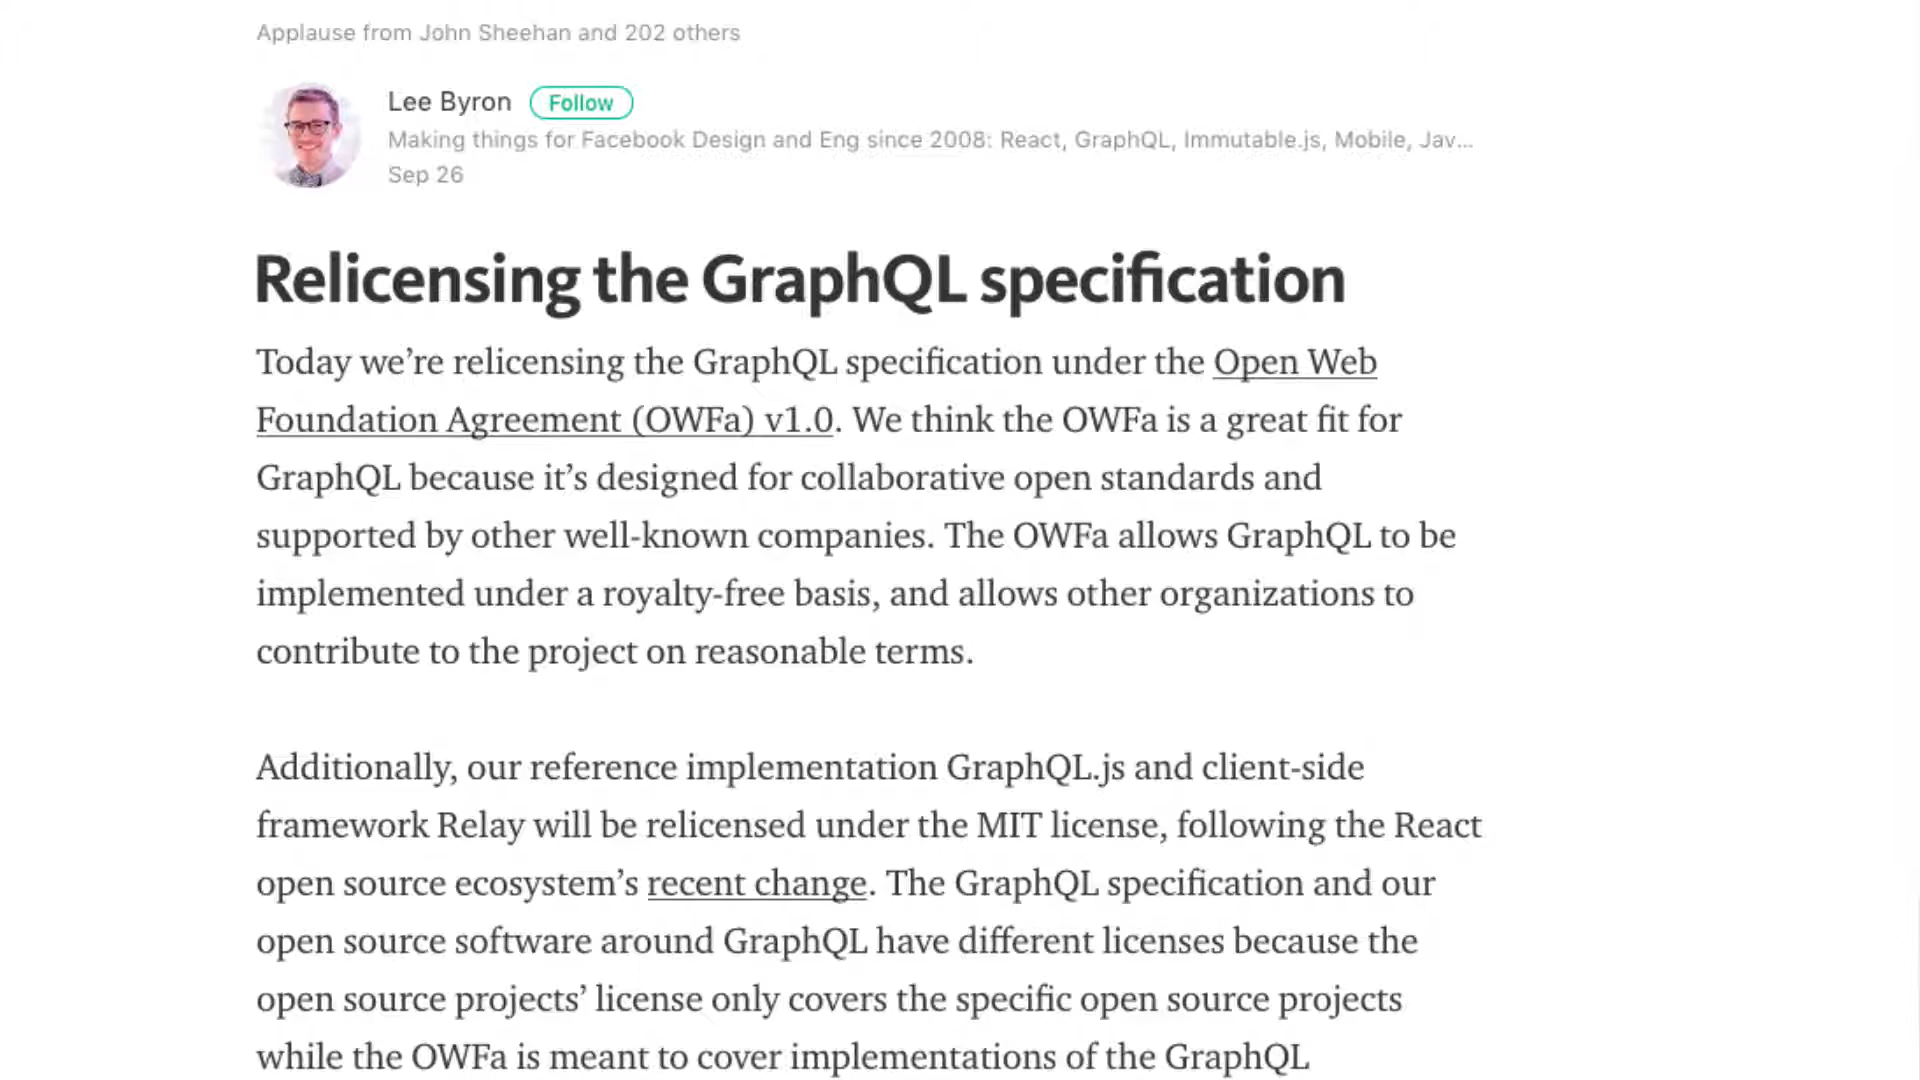 Applause from John Sheehan and 202 others
Lee Byron Follow
Making things for Facebook Design and Eng since 2008: React, GraphQL, Immutable.js, Mobile, Jav...
Sep 26
Relicensing the GraphQL specification
Today we’re relicensing the GraphQL specification under the Open Web
Foundation Agreement (OWFa) v1.0. We think the OWFa is a great fit for
GraphQL because it’s designed for collaborative open standards and
supported by other well-known companies. The OWFa allows GraphQL to be
implemented under a royalty-free basis, and allows other organizations to
contribute to the project on reasonable terms.
Additionally, our reference implementation GraphQL.js and client-side
framework Relay will be relicensed under the MIT license, following the React
open source ecosystem’s recent change. The GraphQL specification and our
open source software around GraphQL have different licenses because the
open source projects’ license only covers the specific open source projects
while the OWFa is meant to cover implementations of the GraphQL